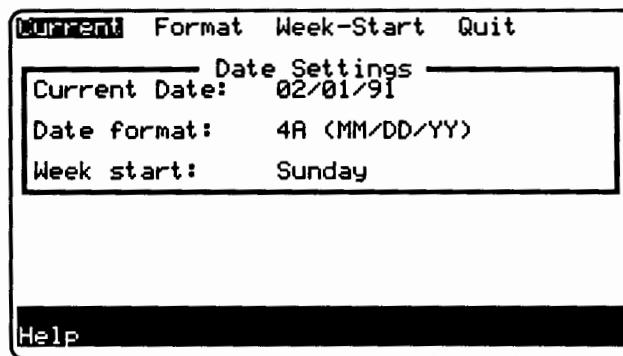 Current Format Week-Start Quit
Date Settings
Current Date: 02/01/91
Date format: 4A (MM/DD/YY)
Week start: Sunday
Help